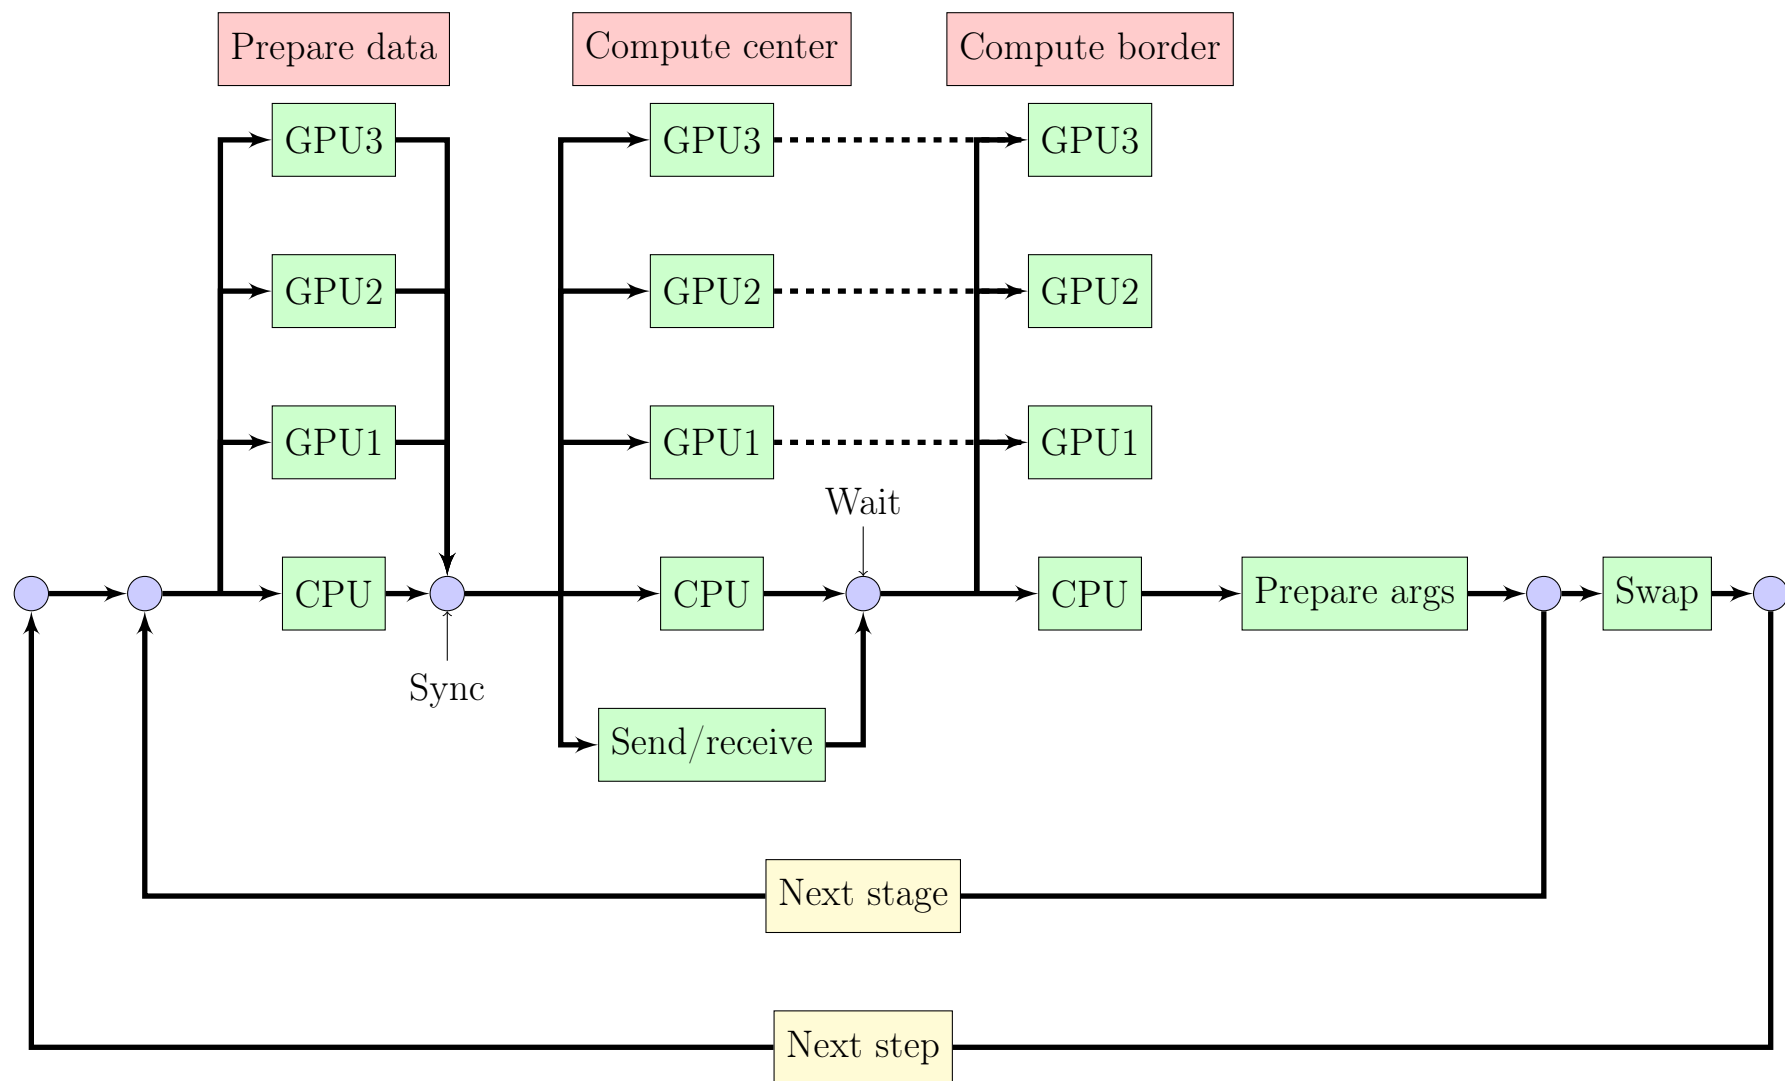 Prepare data
Compute center
Compute border
GPU3
GPU3
GPU3
GPU2
GPU2
GPU2
GPU1
GPU1
GPU1
Wait
CPU
CPU
CPU
Prepare args
Swap
Sync
Send/receive
Next stage
Next step